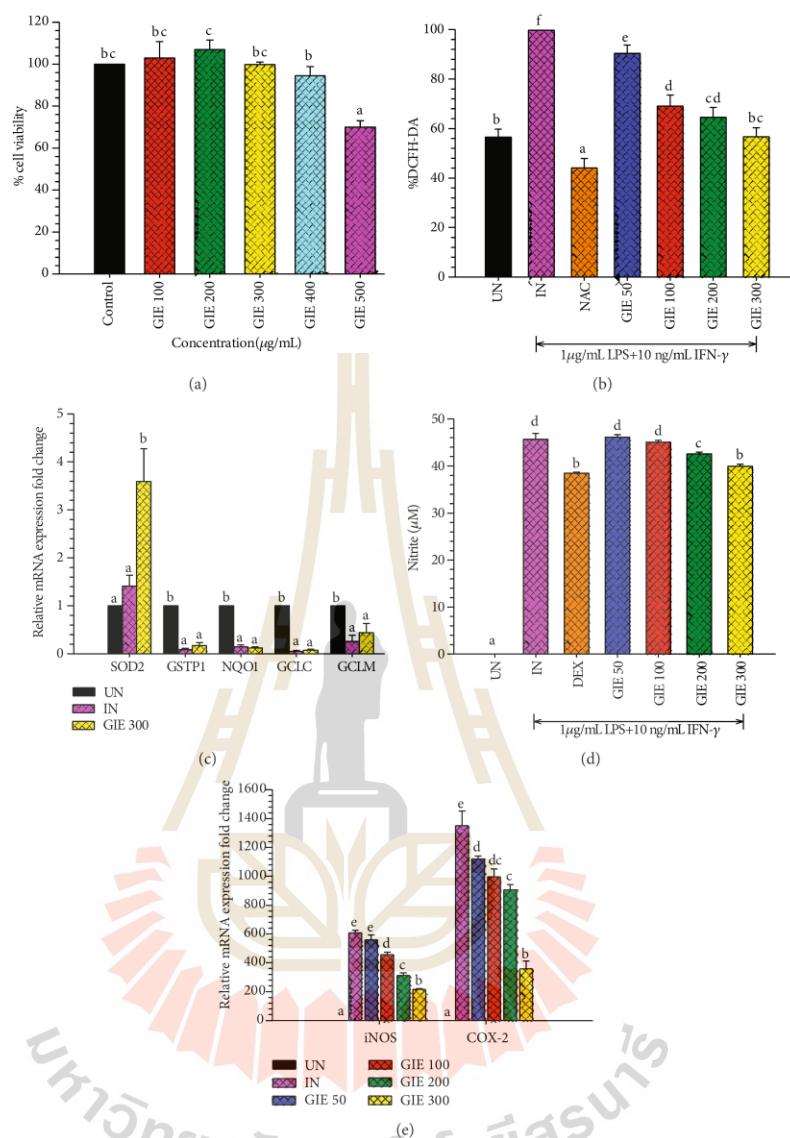 120
100
80
60
40
20
0
% cell viability
bc
bc
c
bc
b
a
Control
GIE 100
GIE 200
GIE 300
GIE 400
GIE 500
Concentration(μg/mL)
(a)
100
80
60
40
20
0
%DCFH-DA
b
f
a
e
d
cd
bc
UN
IN
NAC
GIE 50
GIE 100
GIE 200
GIE 300
1μg/mL LPS+10 ng/mL IFN-γ
(b)
5
4
3
2
1
0
Relative mRNA expression fold change
a
a
b
b
a
a
b
a
a
b
a
a
b
a
a
SOD2
GSTP1
NQO1
GCLC
GCLM
UN
IN
GIE 300
(c)
50
40
30
20
10
0
Nitrite (μM)
a
d
b
d
d
c
b
UN
IN
DEX
GIE 50
GIE 100
GIE 200
GIE 300
1μg/mL LPS+10 ng/mL IFN-γ
(d)
1600
1400
1200
1000
800
600
400
200
0
Relative mRNA expression fold change
a
e
e
d
c
b
a
e
d
dc
c
b
iNOS
COX-2
UN
IN
GIE 50
GIE 100
GIE 200
GIE 300
(e)